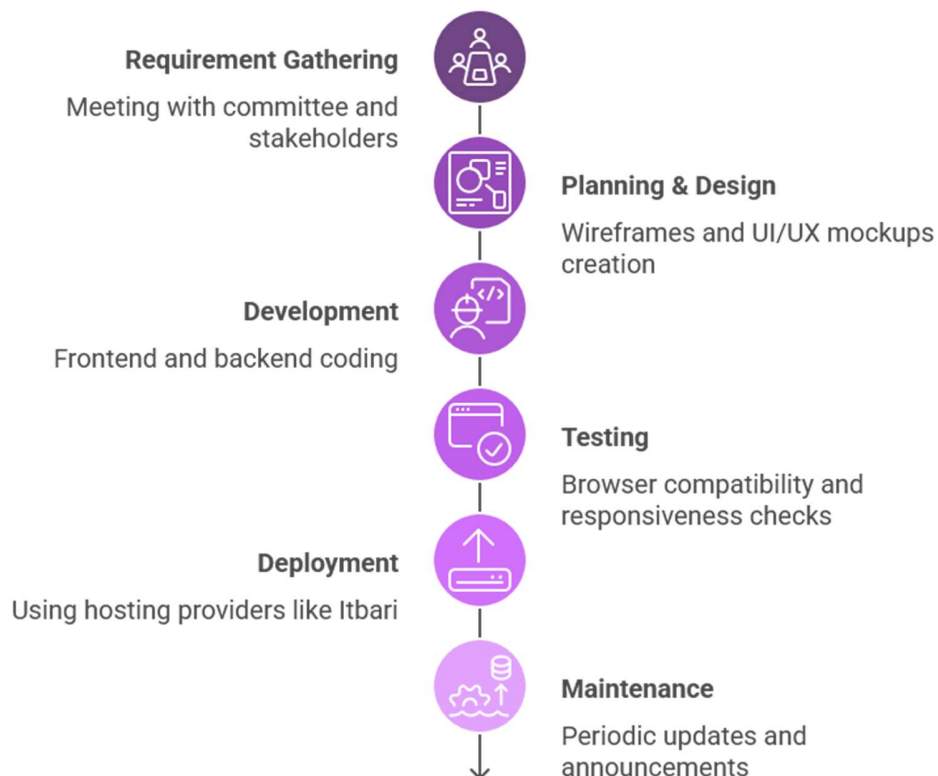 Requirement Gathering
Meeting with committee and
stakeholders
Planning & Design
Wireframes and UI/UX mockups
creation
Development
Frontend and backend coding
Testing
Browser compatibility and
responsiveness checks
Deployment
Using hosting providers like Itbari
Maintenance
Periodic updates and
announcements